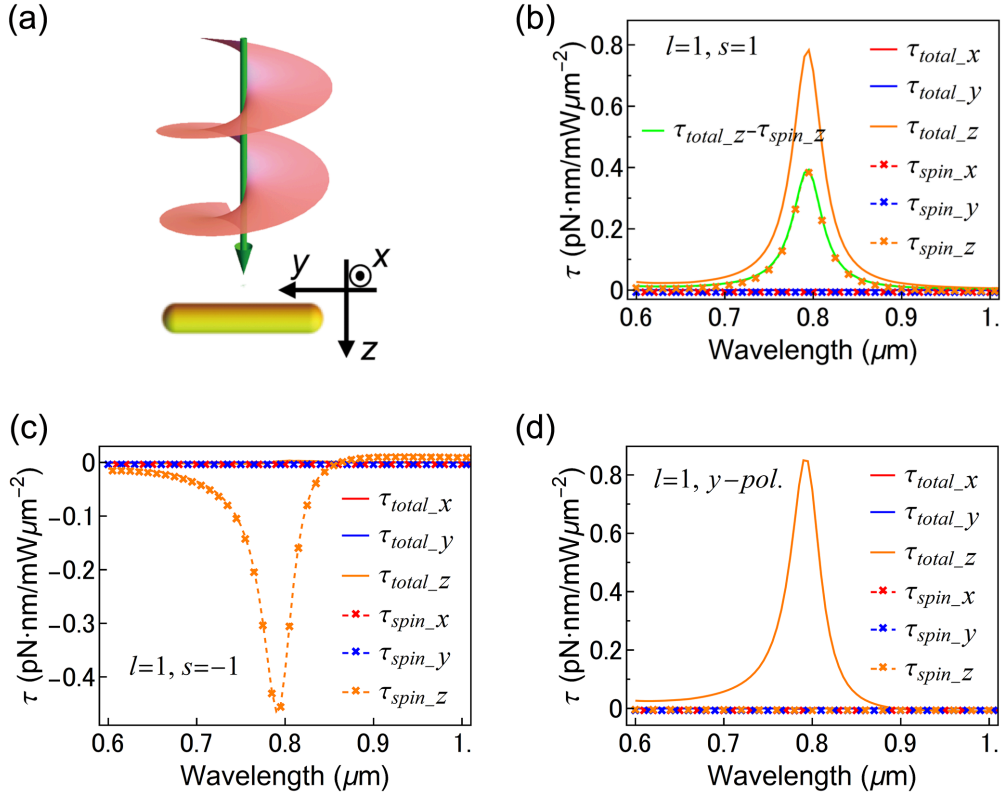 (a)
y
x
z
(b)
τ (pN·nm/mWμm⁻²)
0.8
0.6
0.4
0.2
0
l=1, s=1
τtotal_z-τspin_z
τtotal_x
τtotal_y
τtotal_z
τspin_x
τspin_y
τspin_z
0.6 0.7 0.8 0.9 1.
Wavelength (μm)
(c)
τ (pN·nm/mWμm⁻²)
0
-0.1
-0.2
-0.3
-0.4
l=1, s=-1
τtotal_x
τtotal_y
τtotal_z
τspin_x
τspin_y
τspin_z
0.6 0.7 0.8 0.9 1.
Wavelength (μm)
(d)
τ (pN·nm/mWμm⁻²)
0.8
0.6
0.4
0.2
0
l=1, y-pol.
τtotal_x
τtotal_y
τtotal_z
τspin_x
τspin_y
τspin_z
0.6 0.7 0.8 0.9 1.
Wavelength (μm)